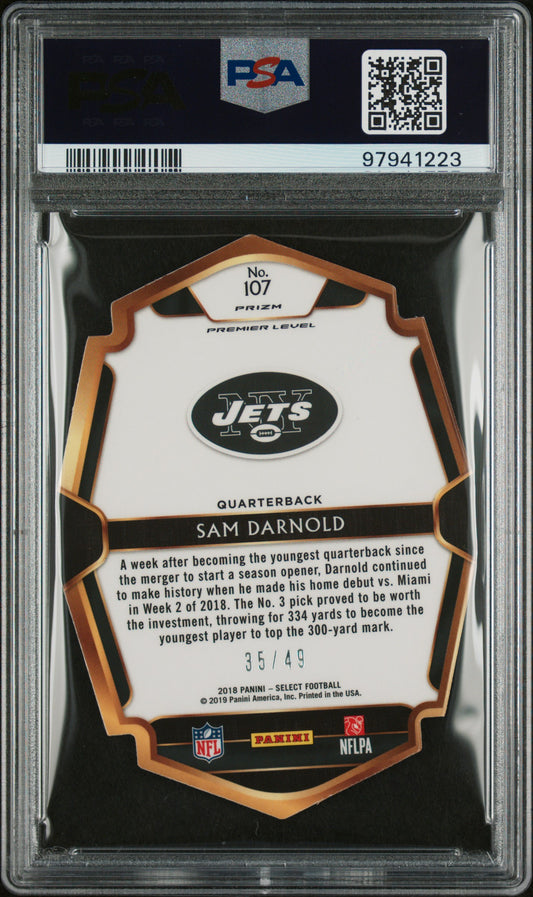 PSA
PSA
97941223
No.
107
PRIZM
PREMIER LEVEL
NY
JETS
QUARTERBACK
SAM DARNOLD
A week after becoming the youngest quarterback since
the merger to start a season opener, Darnold continued
to make history when he made his home debut vs. Miami
in Week 2 of 2018. The No. 3 pick proved to be worth
the investment, throwing for 334 yards to become the
youngest player to top the 300-yard mark.
35/49
2018 PANINI – SELECT FOOTBALL
© 2019 Panini America, Inc. Printed in the USA.
NFL PANINI NFLPA